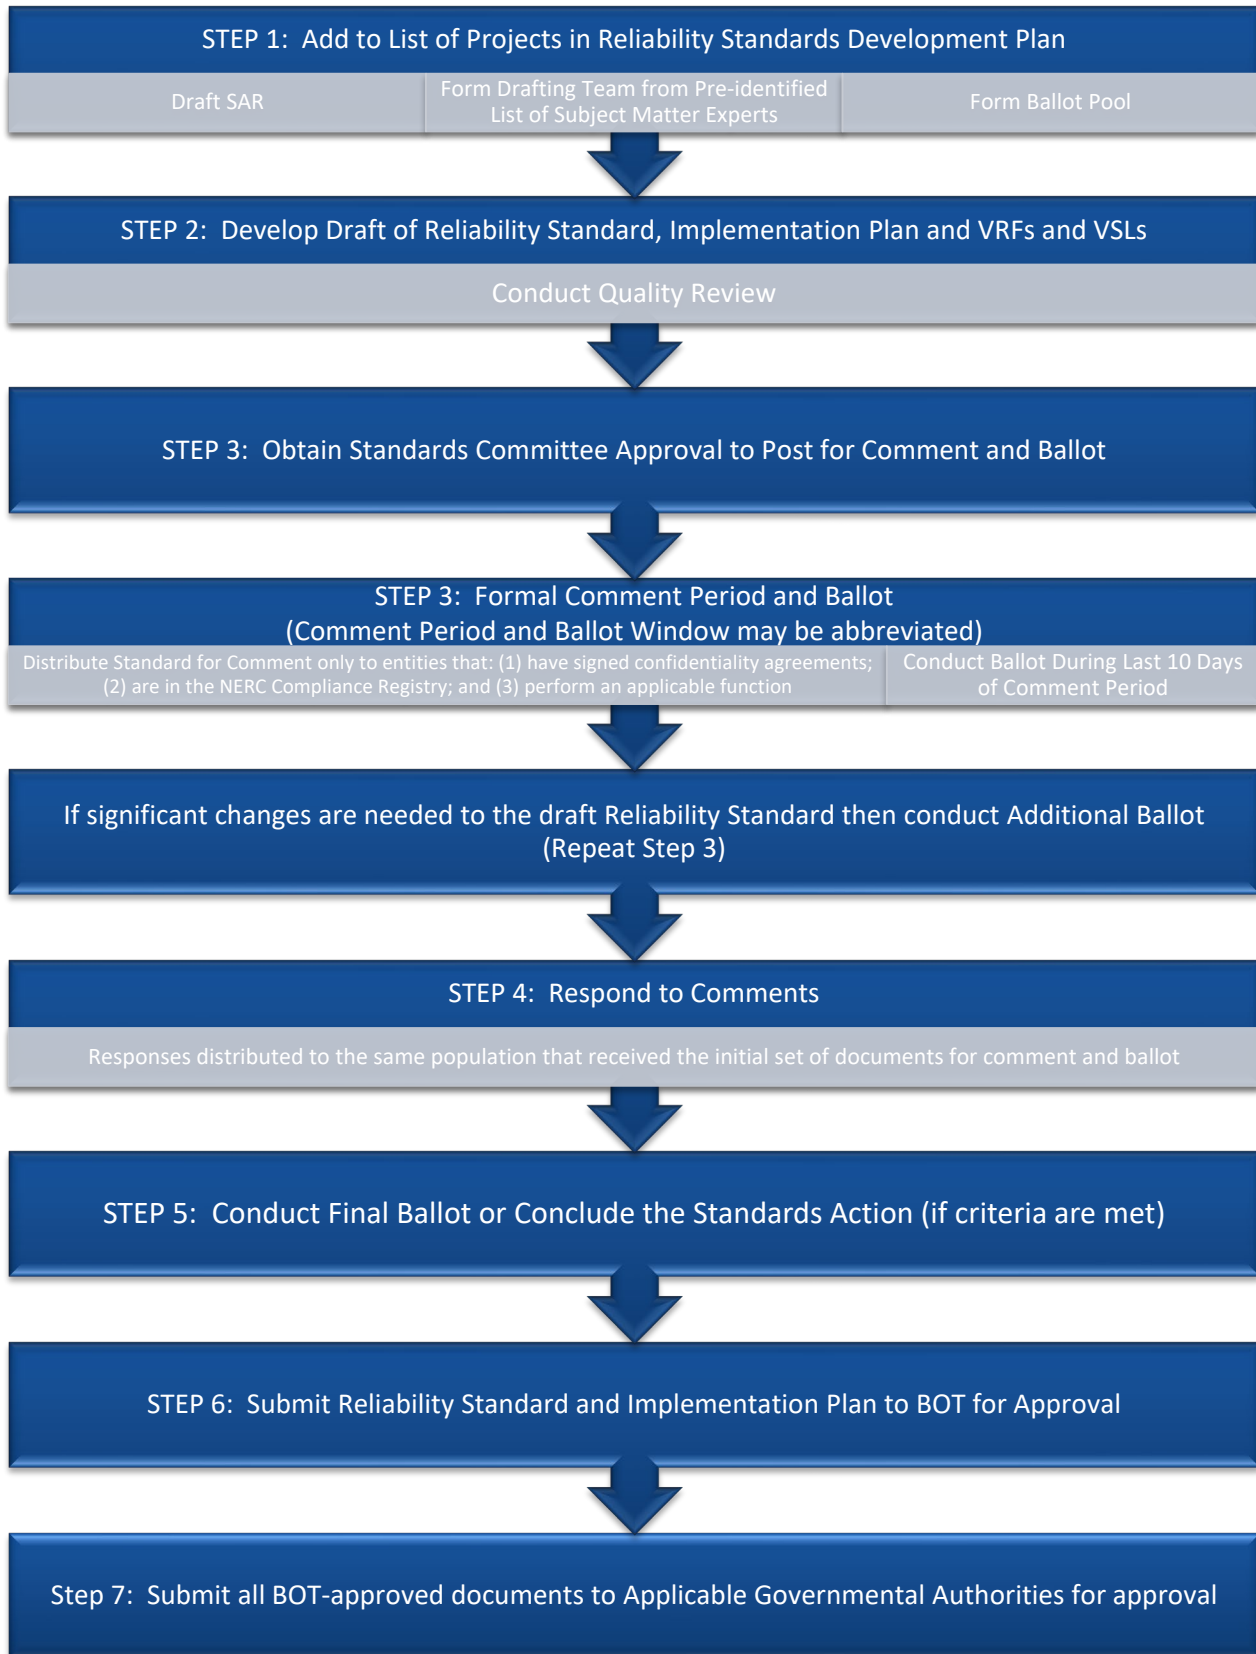 STEP 1: Add to List of Projects in Reliability Standards Development Plan
Draft SAR
Form Drafting Team from Pre-identified
List of Subject Matter Experts
Form Ballot Pool
STEP 2: Develop Draft of Reliability Standard, Implementation Plan and VRFs and VSLs
Conduct Quality Review
STEP 3: Obtain Standards Committee Approval to Post for Comment and Ballot
STEP 3: Formal Comment Period and Ballot
(Comment Period and Ballot Window may be abbreviated)
Distribute Standard for Comment only to entities that: (1) have signed confidentiality agreements;
(2) are in the NERC Compliance Registry; and (3) perform an applicable function
Conduct Ballot During Last 10 Days
of Comment Period
If significant changes are needed to the draft Reliability Standard then conduct Additional Ballot
(Repeat Step 3)
STEP 4: Respond to Comments
Responses distributed to the same population that received the initial set of documents for comment and ballot
STEP 5: Conduct Final Ballot or Conclude the Standards Action (if criteria are met)
STEP 6: Submit Reliability Standard and Implementation Plan to BOT for Approval
Step 7: Submit all BOT-approved documents to Applicable Governmental Authorities for approval